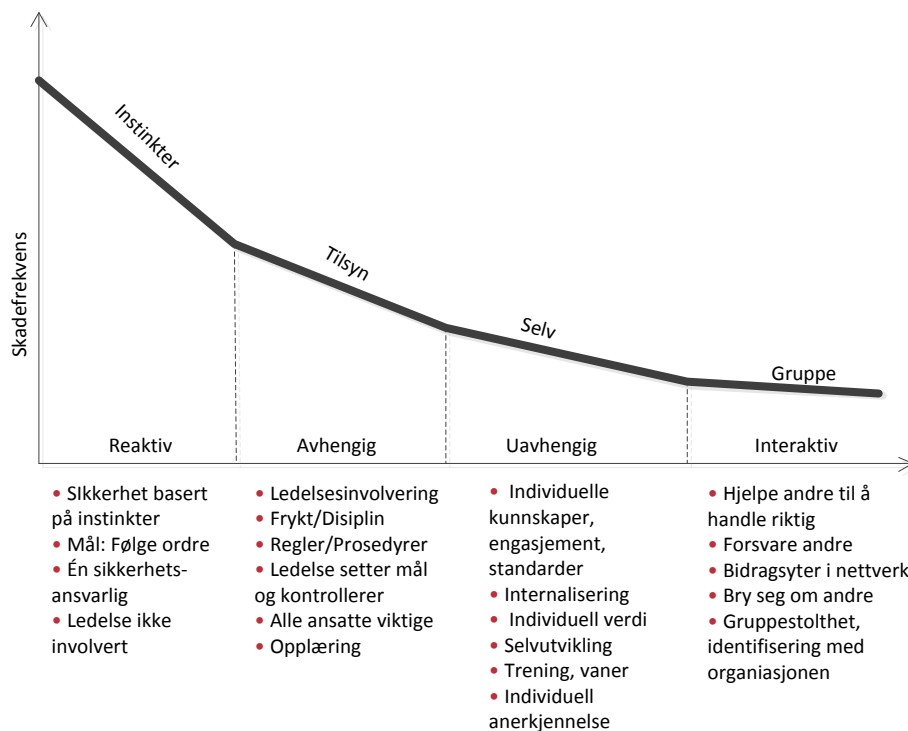 Skadefrekvens
Instinkter
Tilsyn
Selv
Gruppe
Reaktiv
Avhengig
Uavhengig
Interaktiv
• SIkkerhet basert
på instinkter
• Mål: Følge ordre
• Én sikkerhets-
ansvarlig
• Ledelse ikke
involvert
• Ledelsesinvolvering
• Frykt/Disiplin
• Regler/Prosedyrer
• Ledelse setter mål
og kontrollerer
• Alle ansatte viktige
• Opplæring
• Individuelle
kunnskaper,
engasjement,
standarder
• Internalisering
• Individuell verdi
• Selvutvikling
• Trening, vaner
• Individuell
anerkjennelse
• Hjelpe andre til å
handle riktig
• Forsvare andre
• Bidragsyter i nettverk
• Bry seg om andre
• Gruppestolthet,
identifisering med
organiasjonen